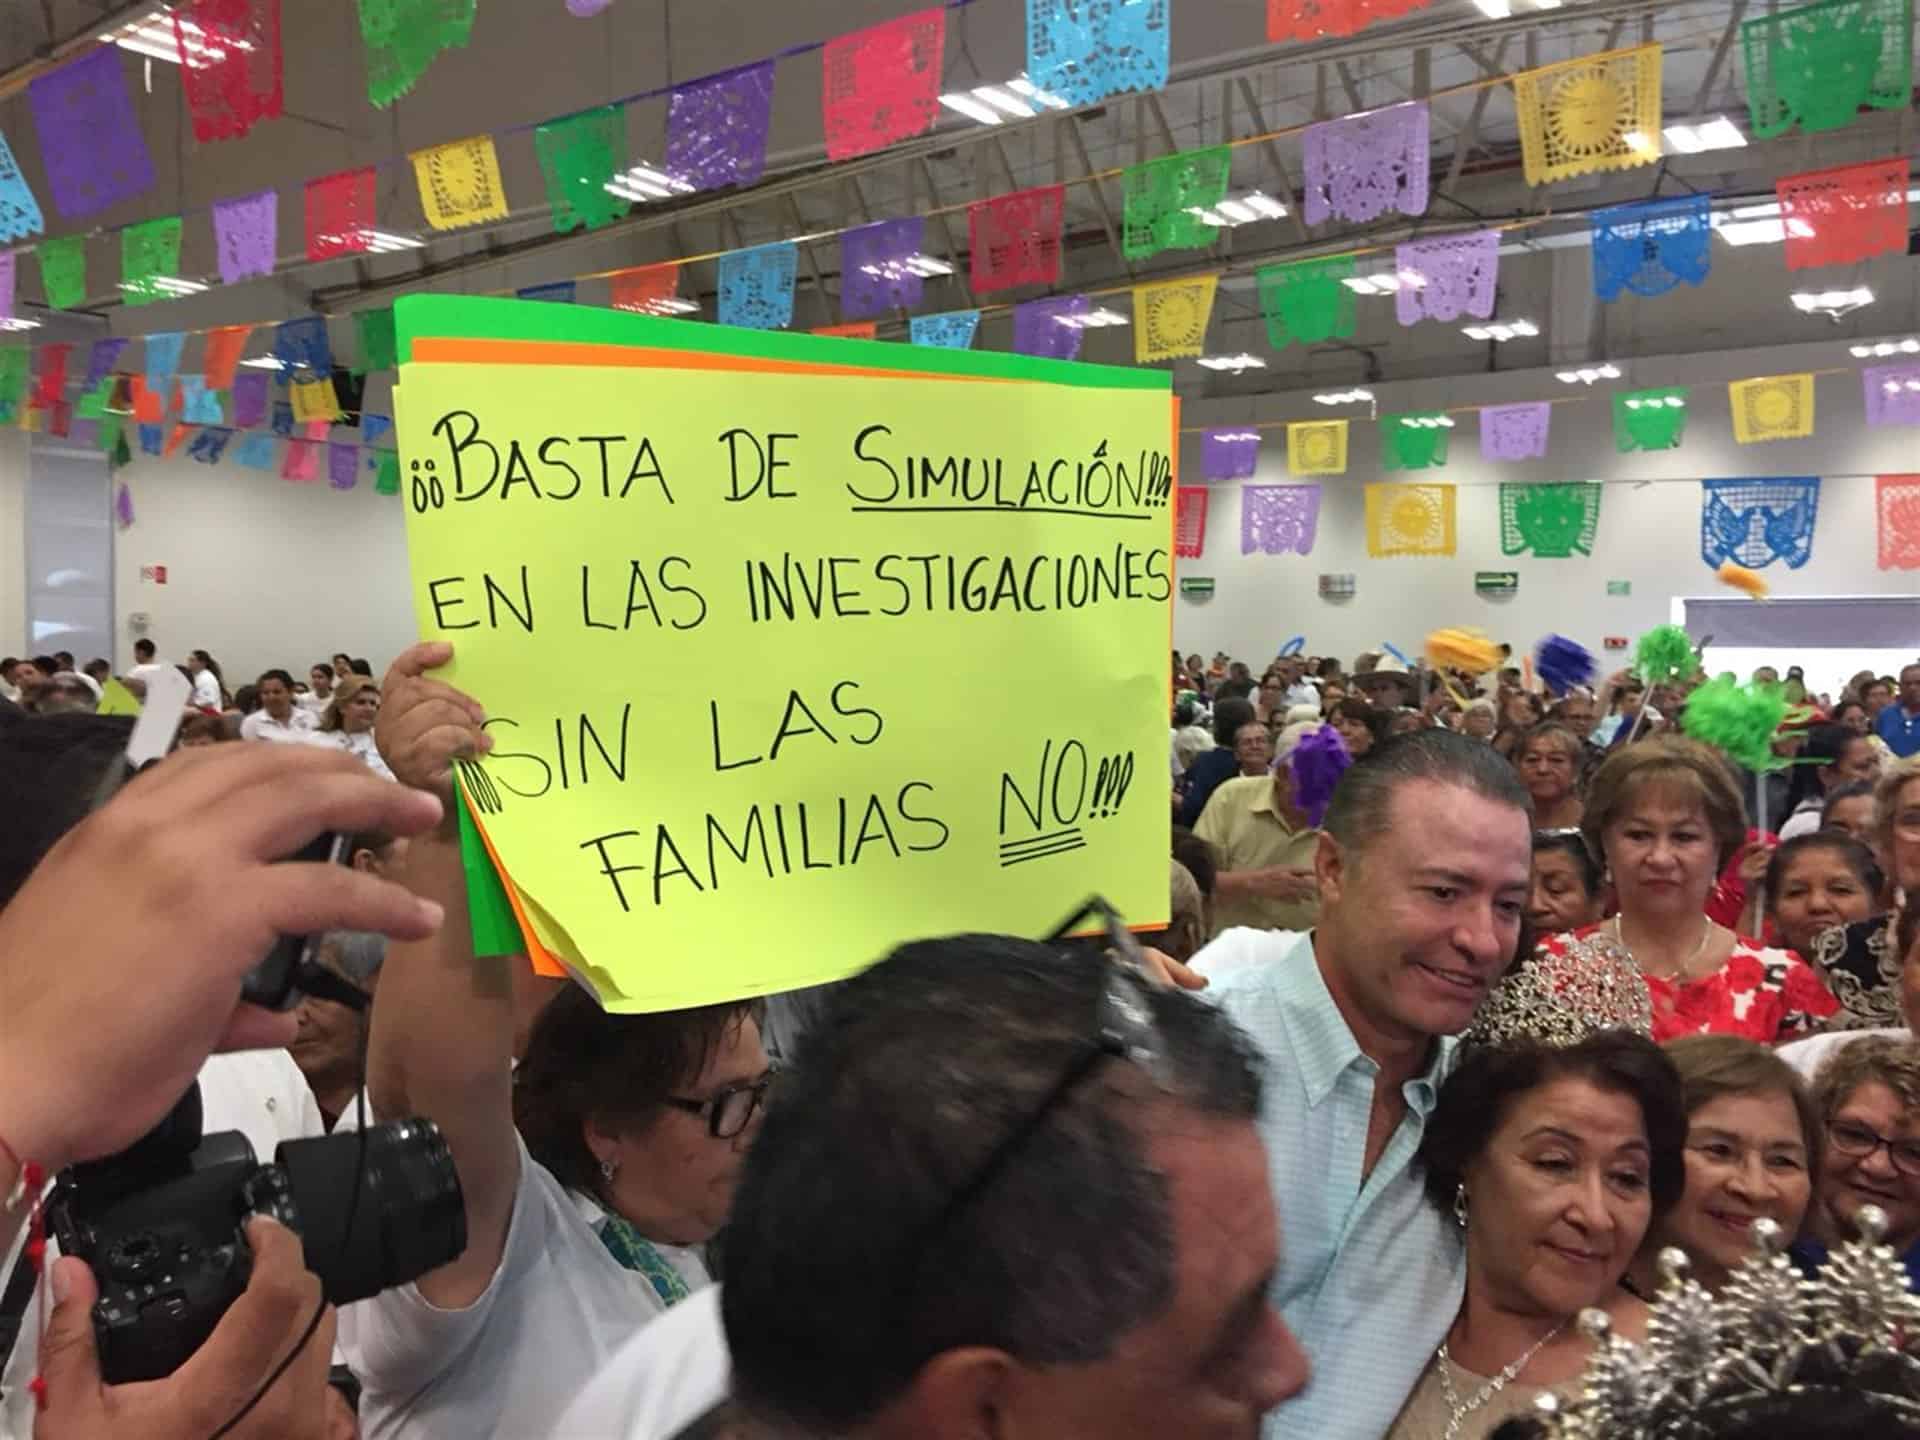 ¡¡BASTA DE SIMULACIÓN!!!
EN LAS INVESTIGACIONES
¡¡¡SIN LAS
FAMILIAS NO!!!